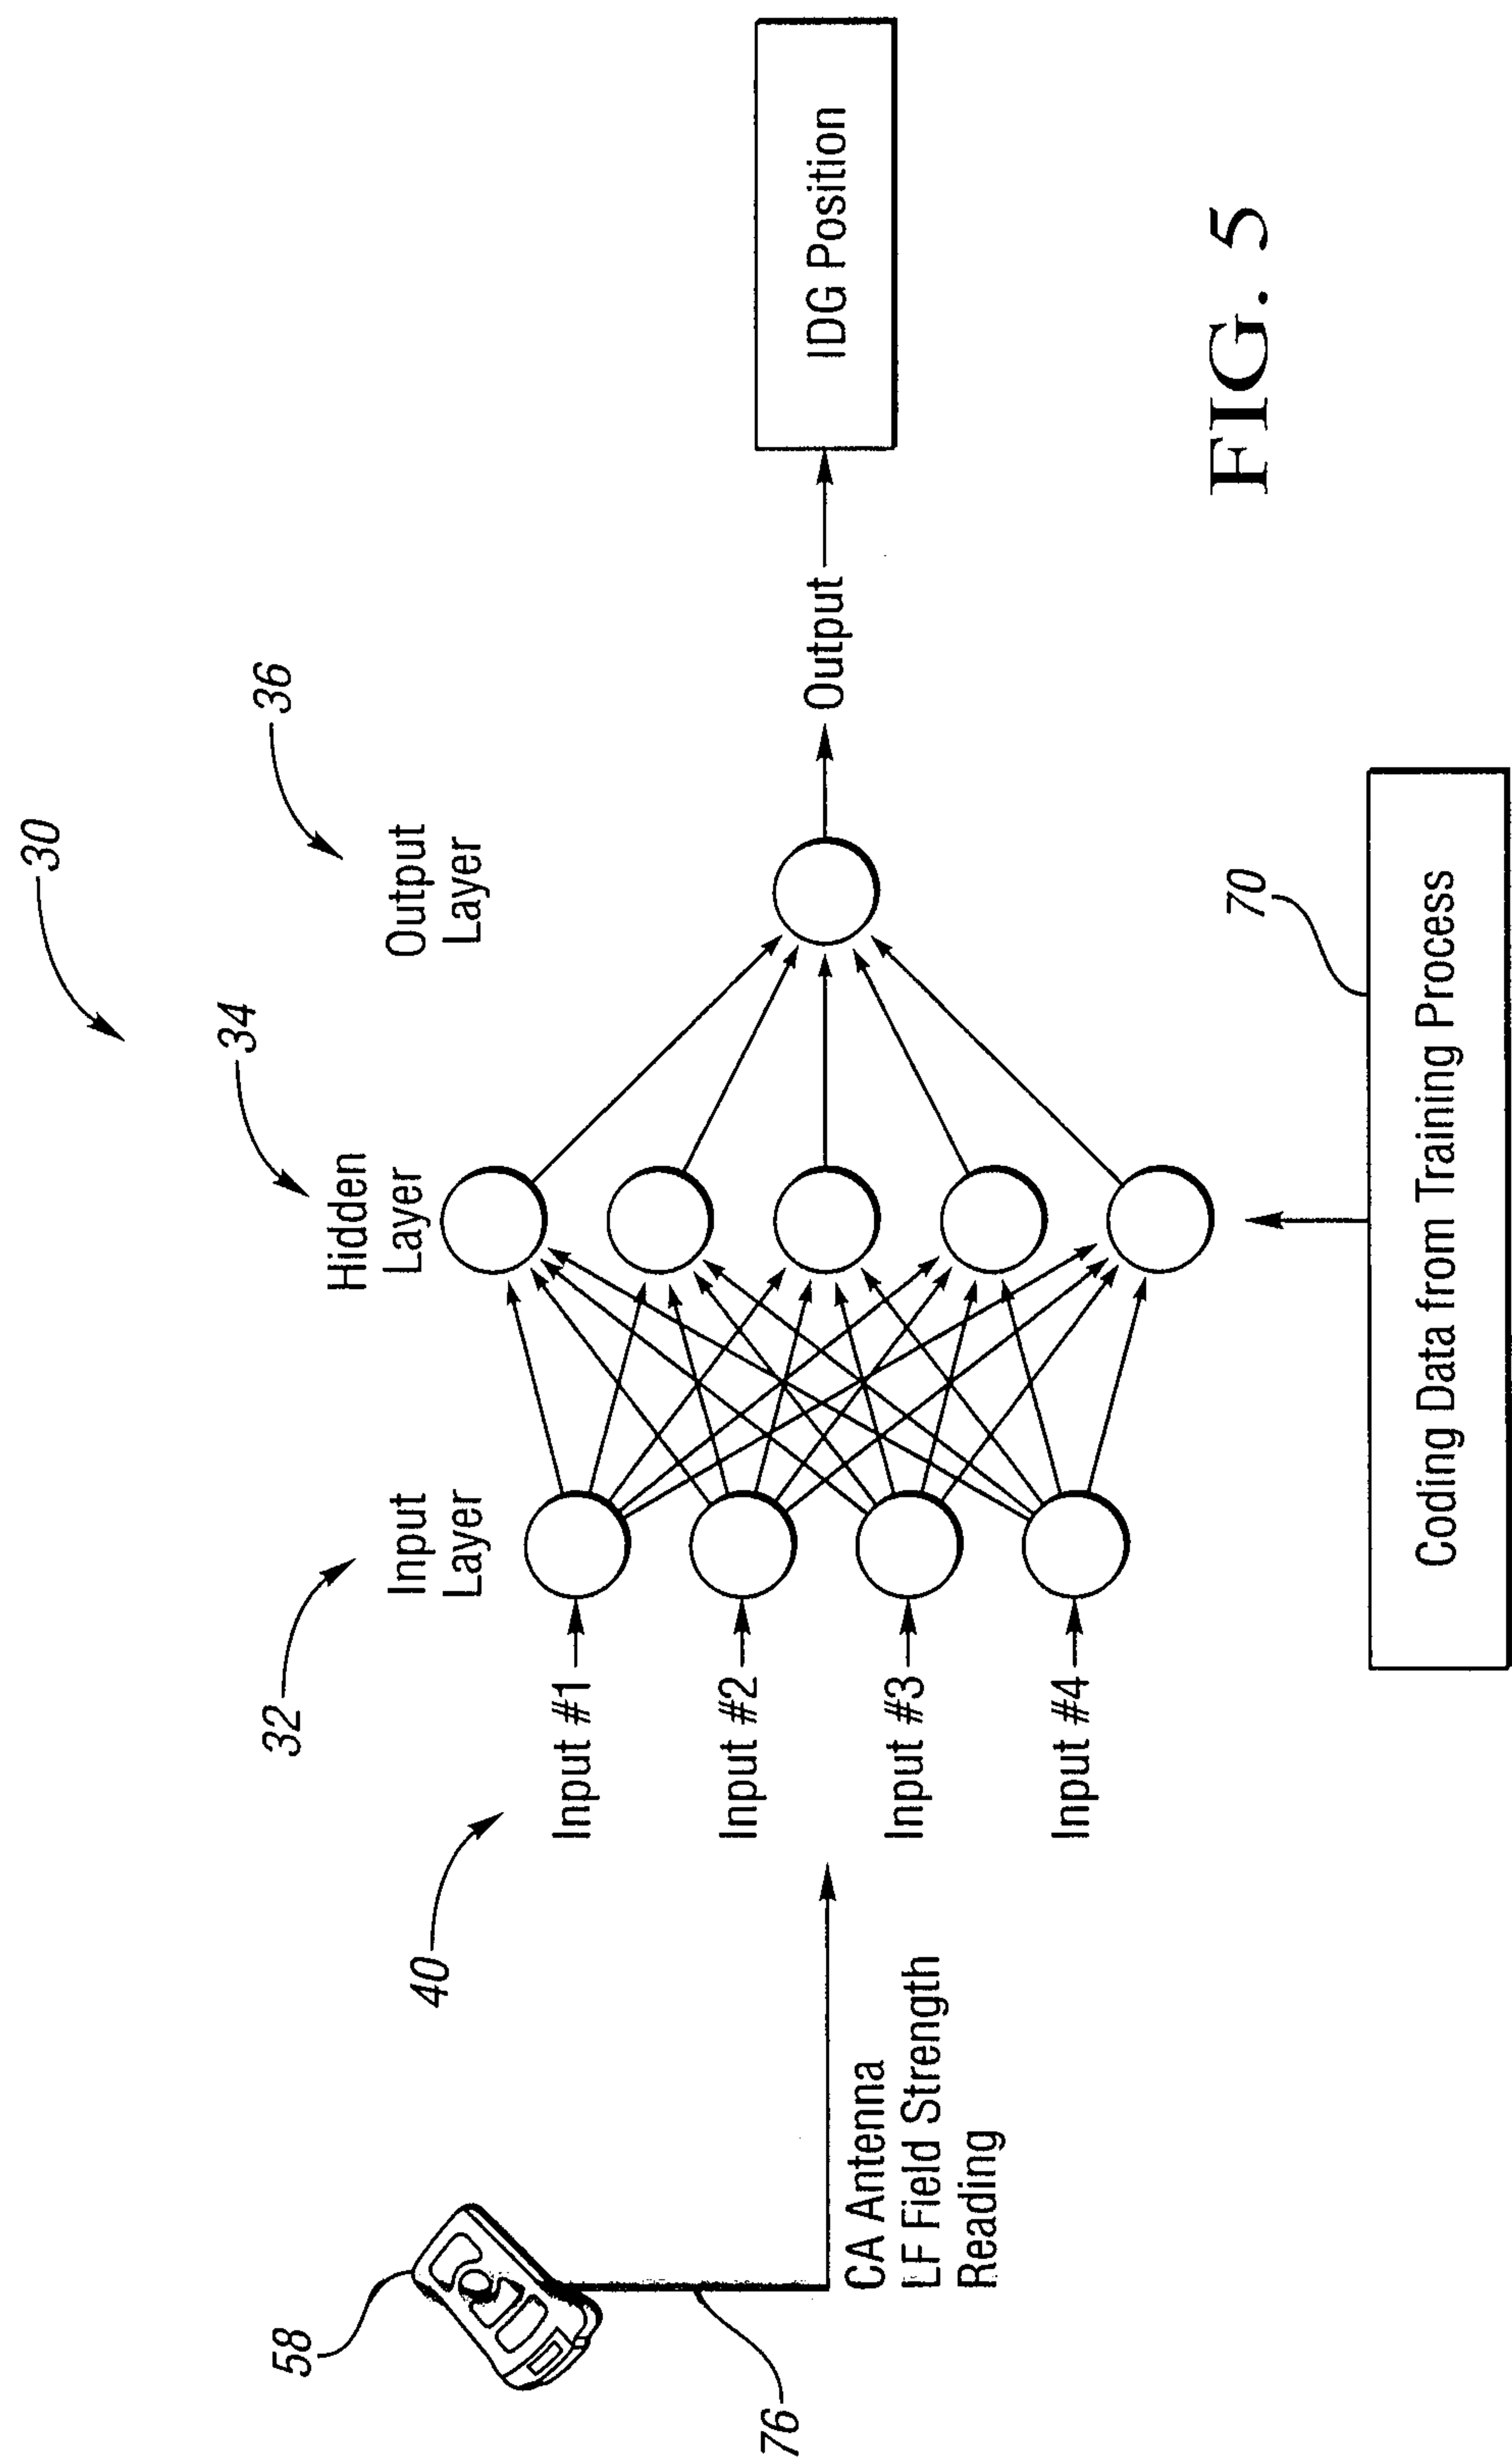 30
32
34
36
Input
Layer
Hidden
Layer
Output
Layer
40
58
Input #1
Input #2
Input #3
Input #4
Output
IDG Position
76
CA Antenna
LF Field Strength
Reading
70
Coding Data from Training Process
FIG. 5